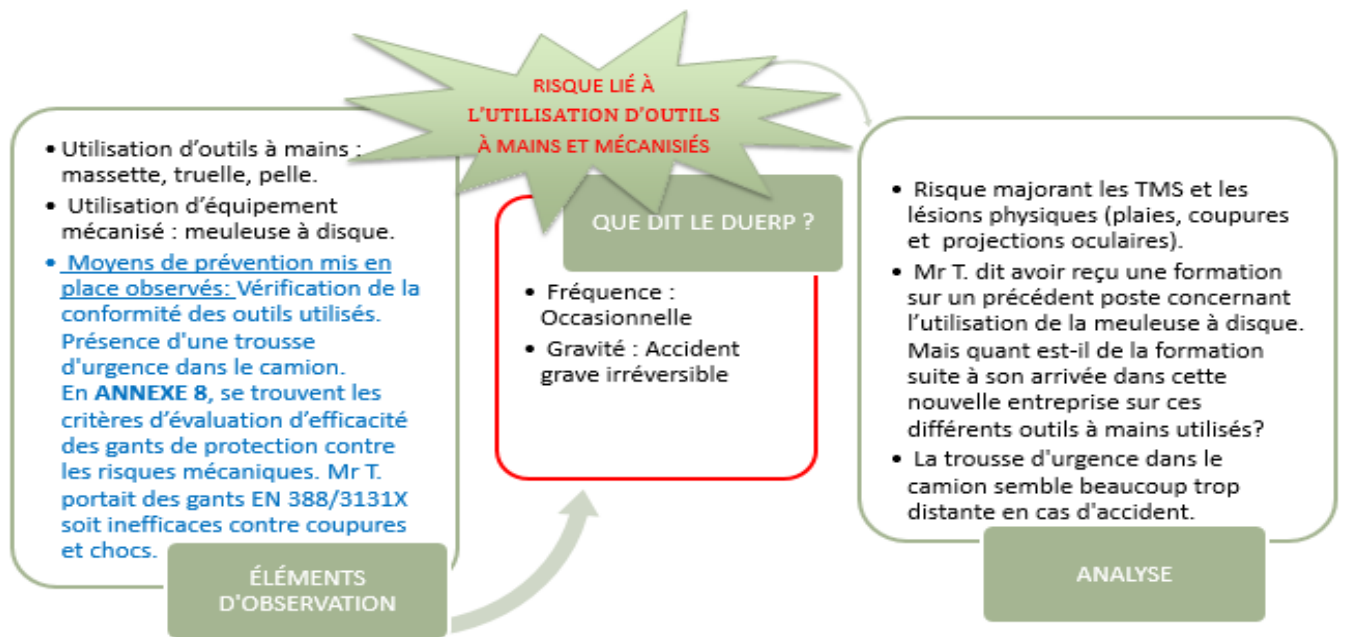 RISQUE LIÉ À
L'UTILISATION D'OUTILS
À MAINS ET MÉCANISIÉS
• Utilisation d'outils à mains :
massette, truelle, pelle.
• Utilisation d'équipement
mécanisé : meuleuse à disque.
• Moyens de prévention mis en
place observés: Vérification de la
conformité des outils utilisés.
Présence d'une trousse
d'urgence dans le camion.
En ANNEXE 8, se trouvent les
critères d'évaluation d'efficacité
des gants de protection contre
les risques mécaniques. Mr T.
portait des gants EN 388/3131X
soit inefficaces contre coupures
et chocs.
ÉLÉMENTS
D'OBSERVATION
QUE DIT LE DUERP ?
• Fréquence :
Occasionnelle
• Gravité : Accident
grave irréversible
• Risque majorant les TMS et les
lésions physiques (plaies, coupures
et projections oculaires).
• Mr T. dit avoir reçu une formation
sur un précédent poste concernant
l'utilisation de la meuleuse à disque.
Mais quant est-il de la formation
suite à son arrivée dans cette
nouvelle entreprise sur ces
différents outils à mains utilisés?
• La trousse d'urgence dans le
camion semble beaucoup trop
distante en cas d'accident.
ANALYSE